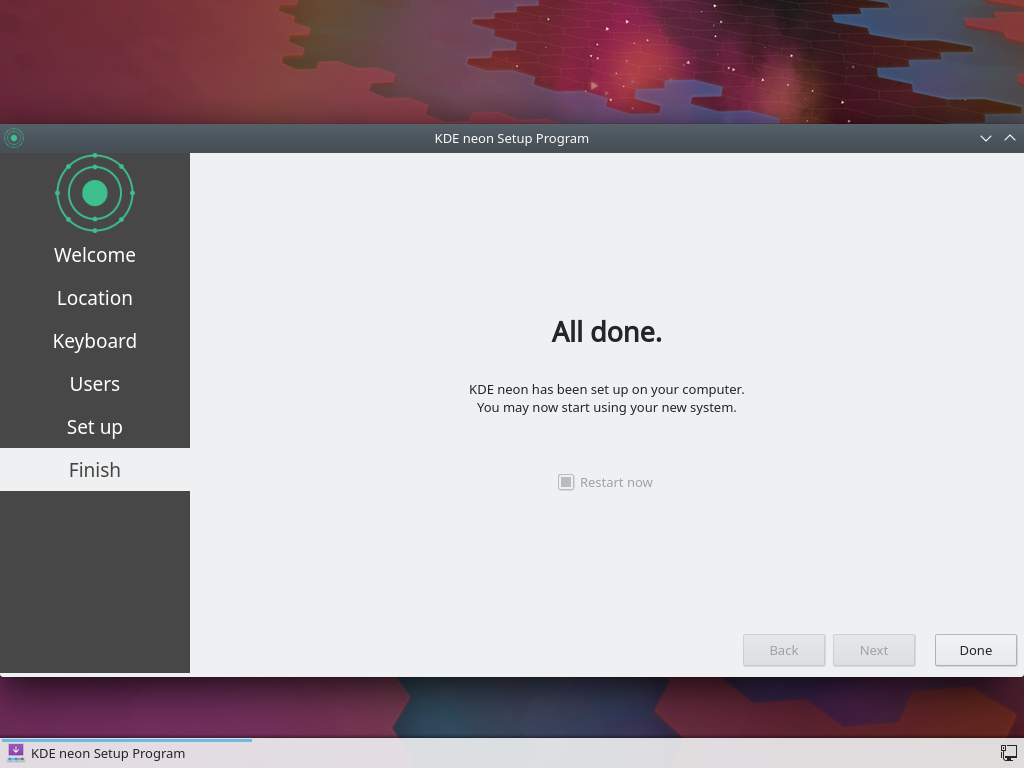 KDE neon Setup Program
Welcome
Location
Keyboard
Users
Set up
Finish
All done.
KDE neon has been set up on your computer.
You may now start using your new system.
Restart now
Back
Next
Done
KDE neon Setup Program